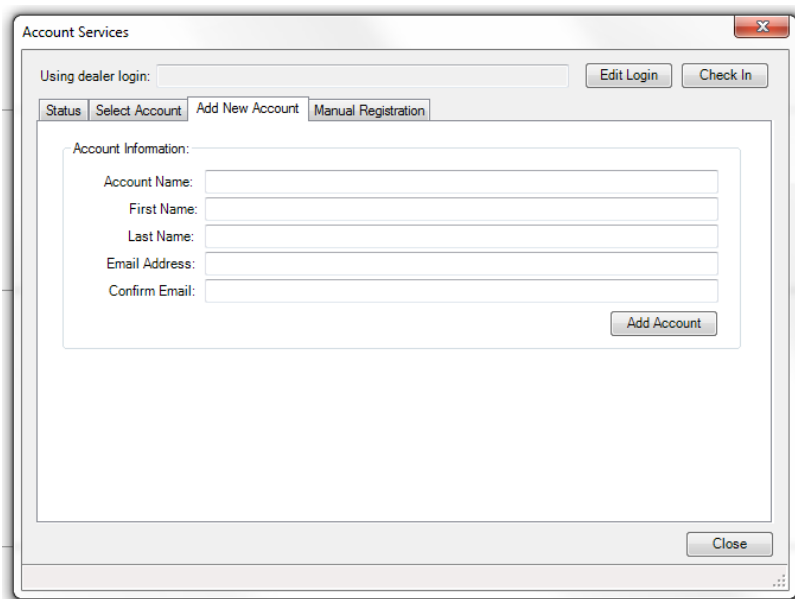 Account Services
Using dealer login: Edit Login Check In
Status Select Account Add New Account Manual Registration
Account Information:
Account Name:
First Name:
Last Name:
Email Address:
Confirm Email:
Add Account
Close